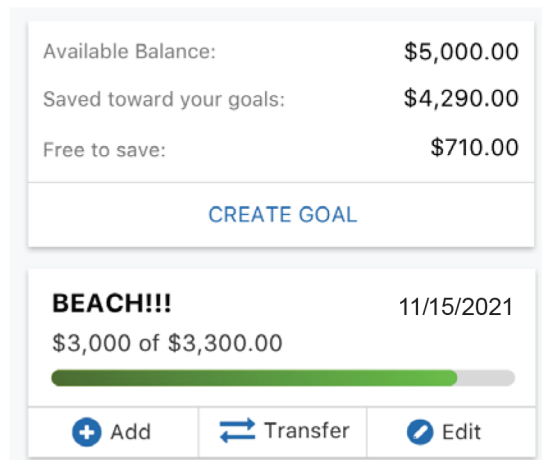 Available Balance: $5,000.00
Saved toward your goals: $4,290.00
Free to save: $710.00
CREATE GOAL
BEACH!!! 11/15/2021
$3,000 of $3,300.00
Add Transfer Edit